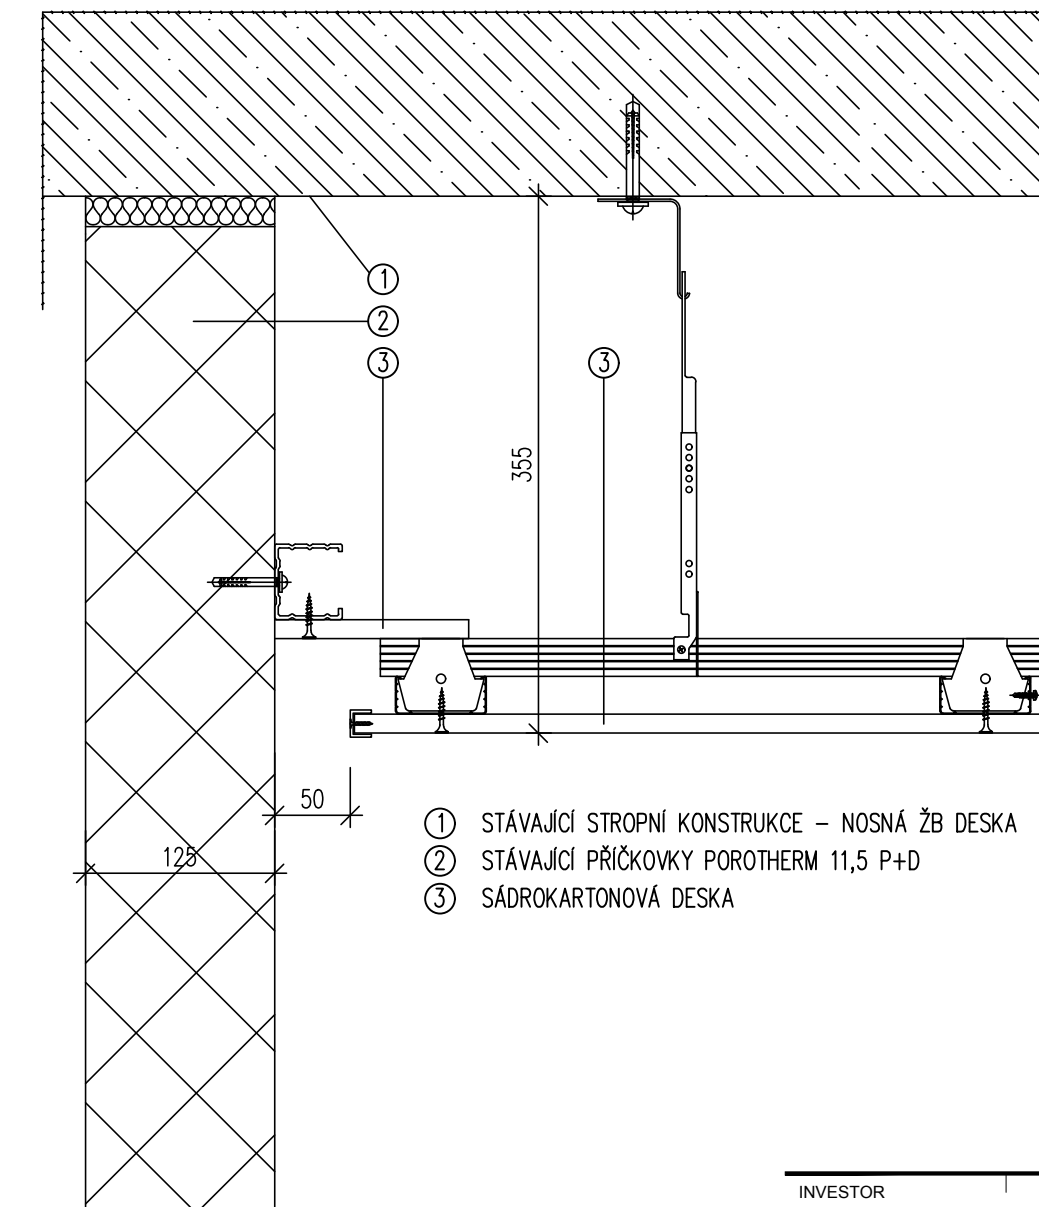 1
2
3
3
355
50
125
1 STÁVAJÍCÍ STROPNÍ KONSTRUKCE – NOSNÁ ŽB DESKA
2 STÁVAJÍCÍ PŘÍČKOVKY POROTHERM 11,5 P+D
3 SÁDROKARTONOVÁ DESKA
INVESTOR